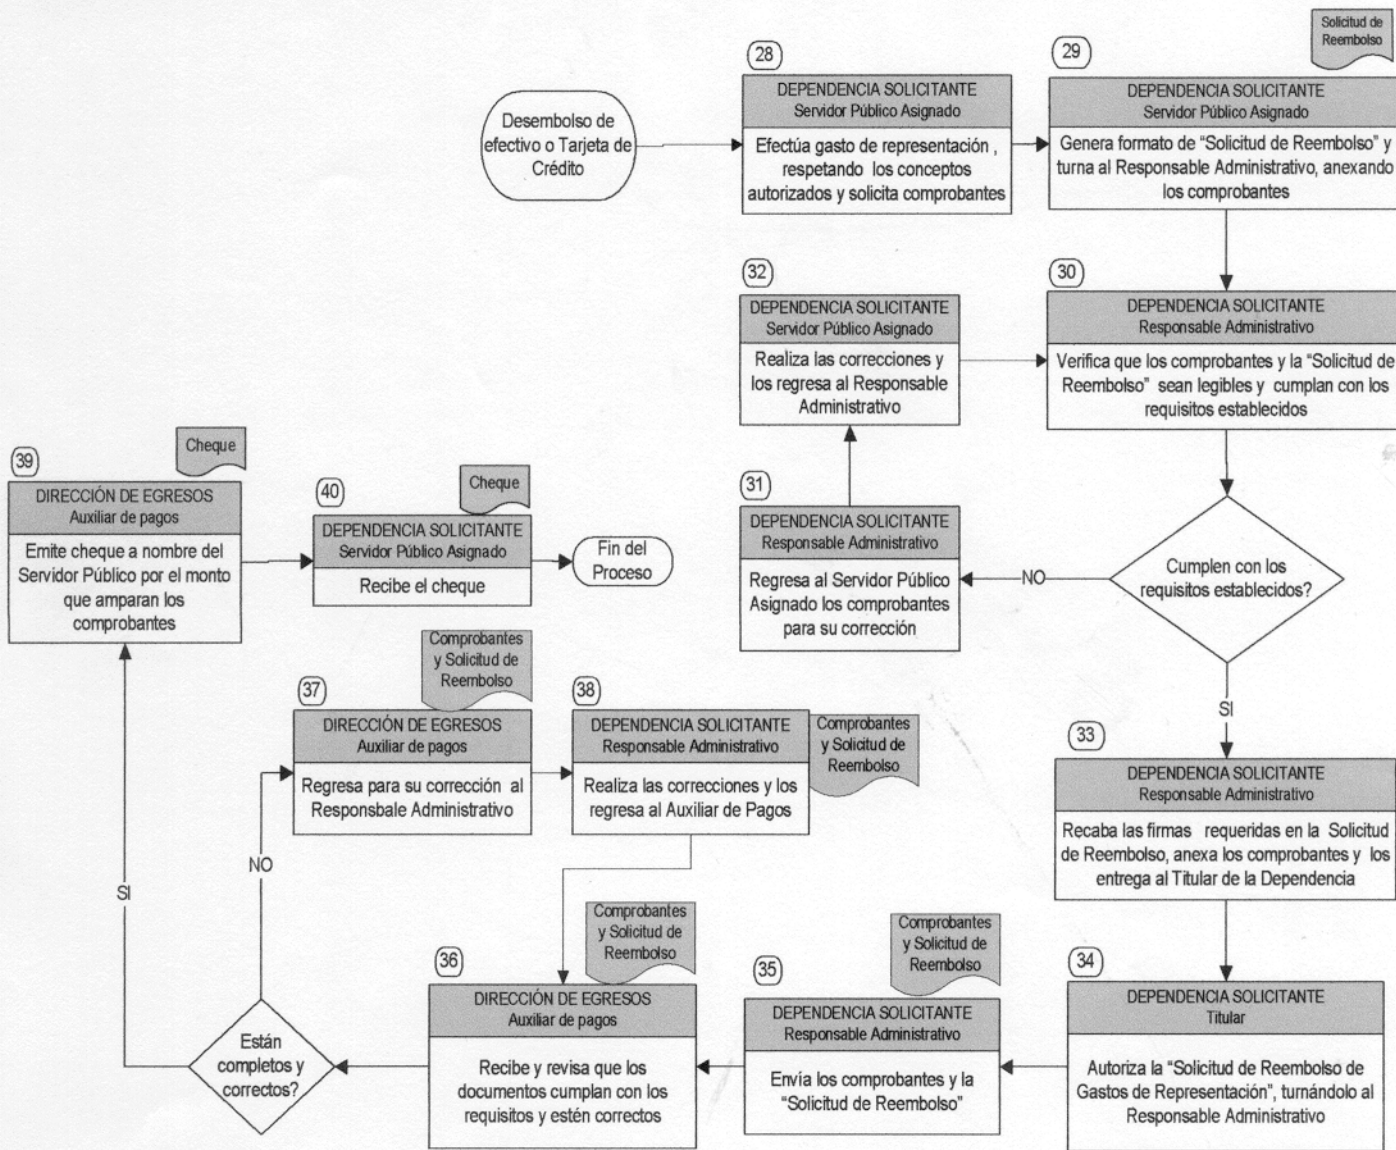 Desembolso de
efectivo o Tarjeta de
Crédito
28
DEPENDENCIA SOLICITANTE
Servidor Público Asignado
Efectúa gasto de representación ,
respetando los conceptos
autorizados y solicita comprobantes
Solicitud de
Reembolso
29
DEPENDENCIA SOLICITANTE
Servidor Público Asignado
Genera formato de “Solicitud de Reembolso” y
turna al Responsable Administrativo, anexando
los comprobantes
30
DEPENDENCIA SOLICITANTE
Responsable Administrativo
Verifica que los comprobantes y la “Solicitud de
Reembolso” sean legibles y cumplan con los
requisitos establecidos
Cumplen con los
requisitos establecidos?
NO
31
DEPENDENCIA SOLICITANTE
Responsable Administrativo
Regresa al Servidor Público
Asignado los comprobantes
para su corrección
32
DEPENDENCIA SOLICITANTE
Servidor Público Asignado
Realiza las correcciones y
los regresa al Responsable
Administrativo
SI
33
DEPENDENCIA SOLICITANTE
Responsable Administrativo
Recaba las firmas requeridas en la Solicitud
de Reembolso, anexa los comprobantes y los
entrega al Titular de la Dependencia
34
DEPENDENCIA SOLICITANTE
Titular
Autoriza la “Solicitud de Reembolso de
Gastos de Representación”, turnándolo al
Responsable Administrativo
Comprobantes
y Solicitud de
Reembolso
35
DEPENDENCIA SOLICITANTE
Responsable Administrativo
Envía los comprobantes y la
“Solicitud de Reembolso”
Comprobantes
y Solicitud de
Reembolso
36
DIRECCIÓN DE EGRESOS
Auxiliar de pagos
Recibe y revisa que los
documentos cumplan con los
requisitos y estén correctos
Están
completos y
correctos?
NO
Comprobantes
y Solicitud de
Reembolso
37
DIRECCIÓN DE EGRESOS
Auxiliar de pagos
Regresa para su corrección al
Responsbale Administrativo
38
DEPENDENCIA SOLICITANTE
Responsable Administrativo
Realiza las correcciones y los
regresa al Auxiliar de Pagos
Comprobantes
y Solicitud de
Reembolso
SI
Cheque
39
DIRECCIÓN DE EGRESOS
Auxiliar de pagos
Emite cheque a nombre del
Servidor Público por el monto
que amparan los
comprobantes
Cheque
40
DEPENDENCIA SOLICITANTE
Servidor Público Asignado
Recibe el cheque
Fin del
Proceso